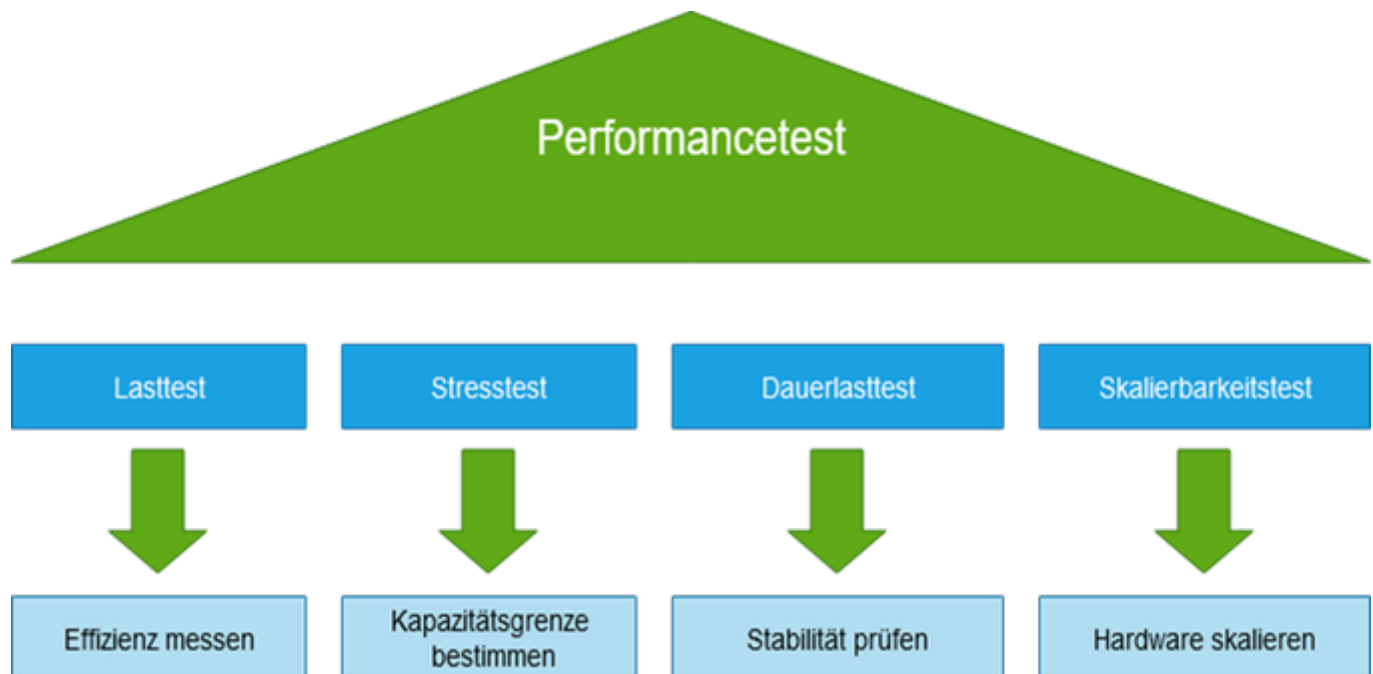 Performancetest
Lasttest
Stresstest
Dauerlasttest
Skalierbarkeitstest
Effizienz messen
Kapazitätsgrenze
bestimmen
Stabilität prüfen
Hardware skalieren